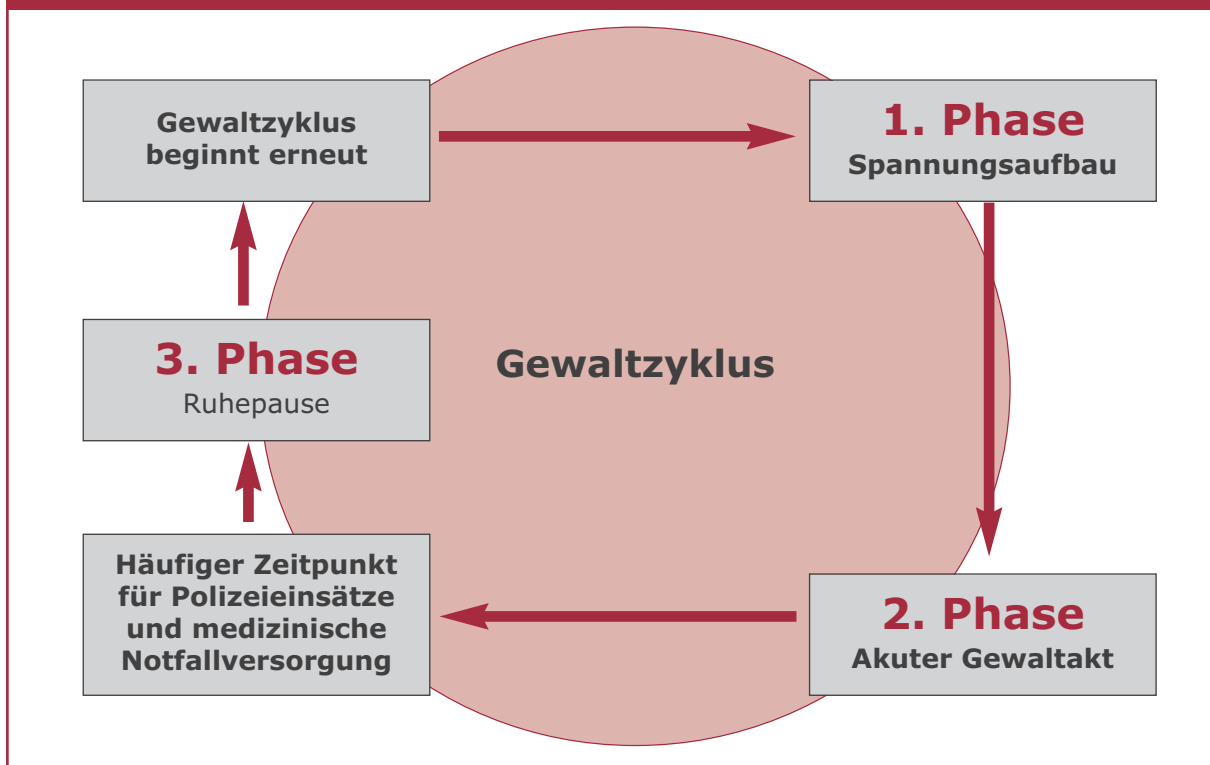 Gewaltzyklus
beginnt erneut
1. Phase
Spannungsaufbau
3. Phase
Ruhepause
Gewaltzyklus
Häufiger Zeitpunkt
für Polizeieinsätze
und medizinische
Notfallversorgung
2. Phase
Akuter Gewaltakt